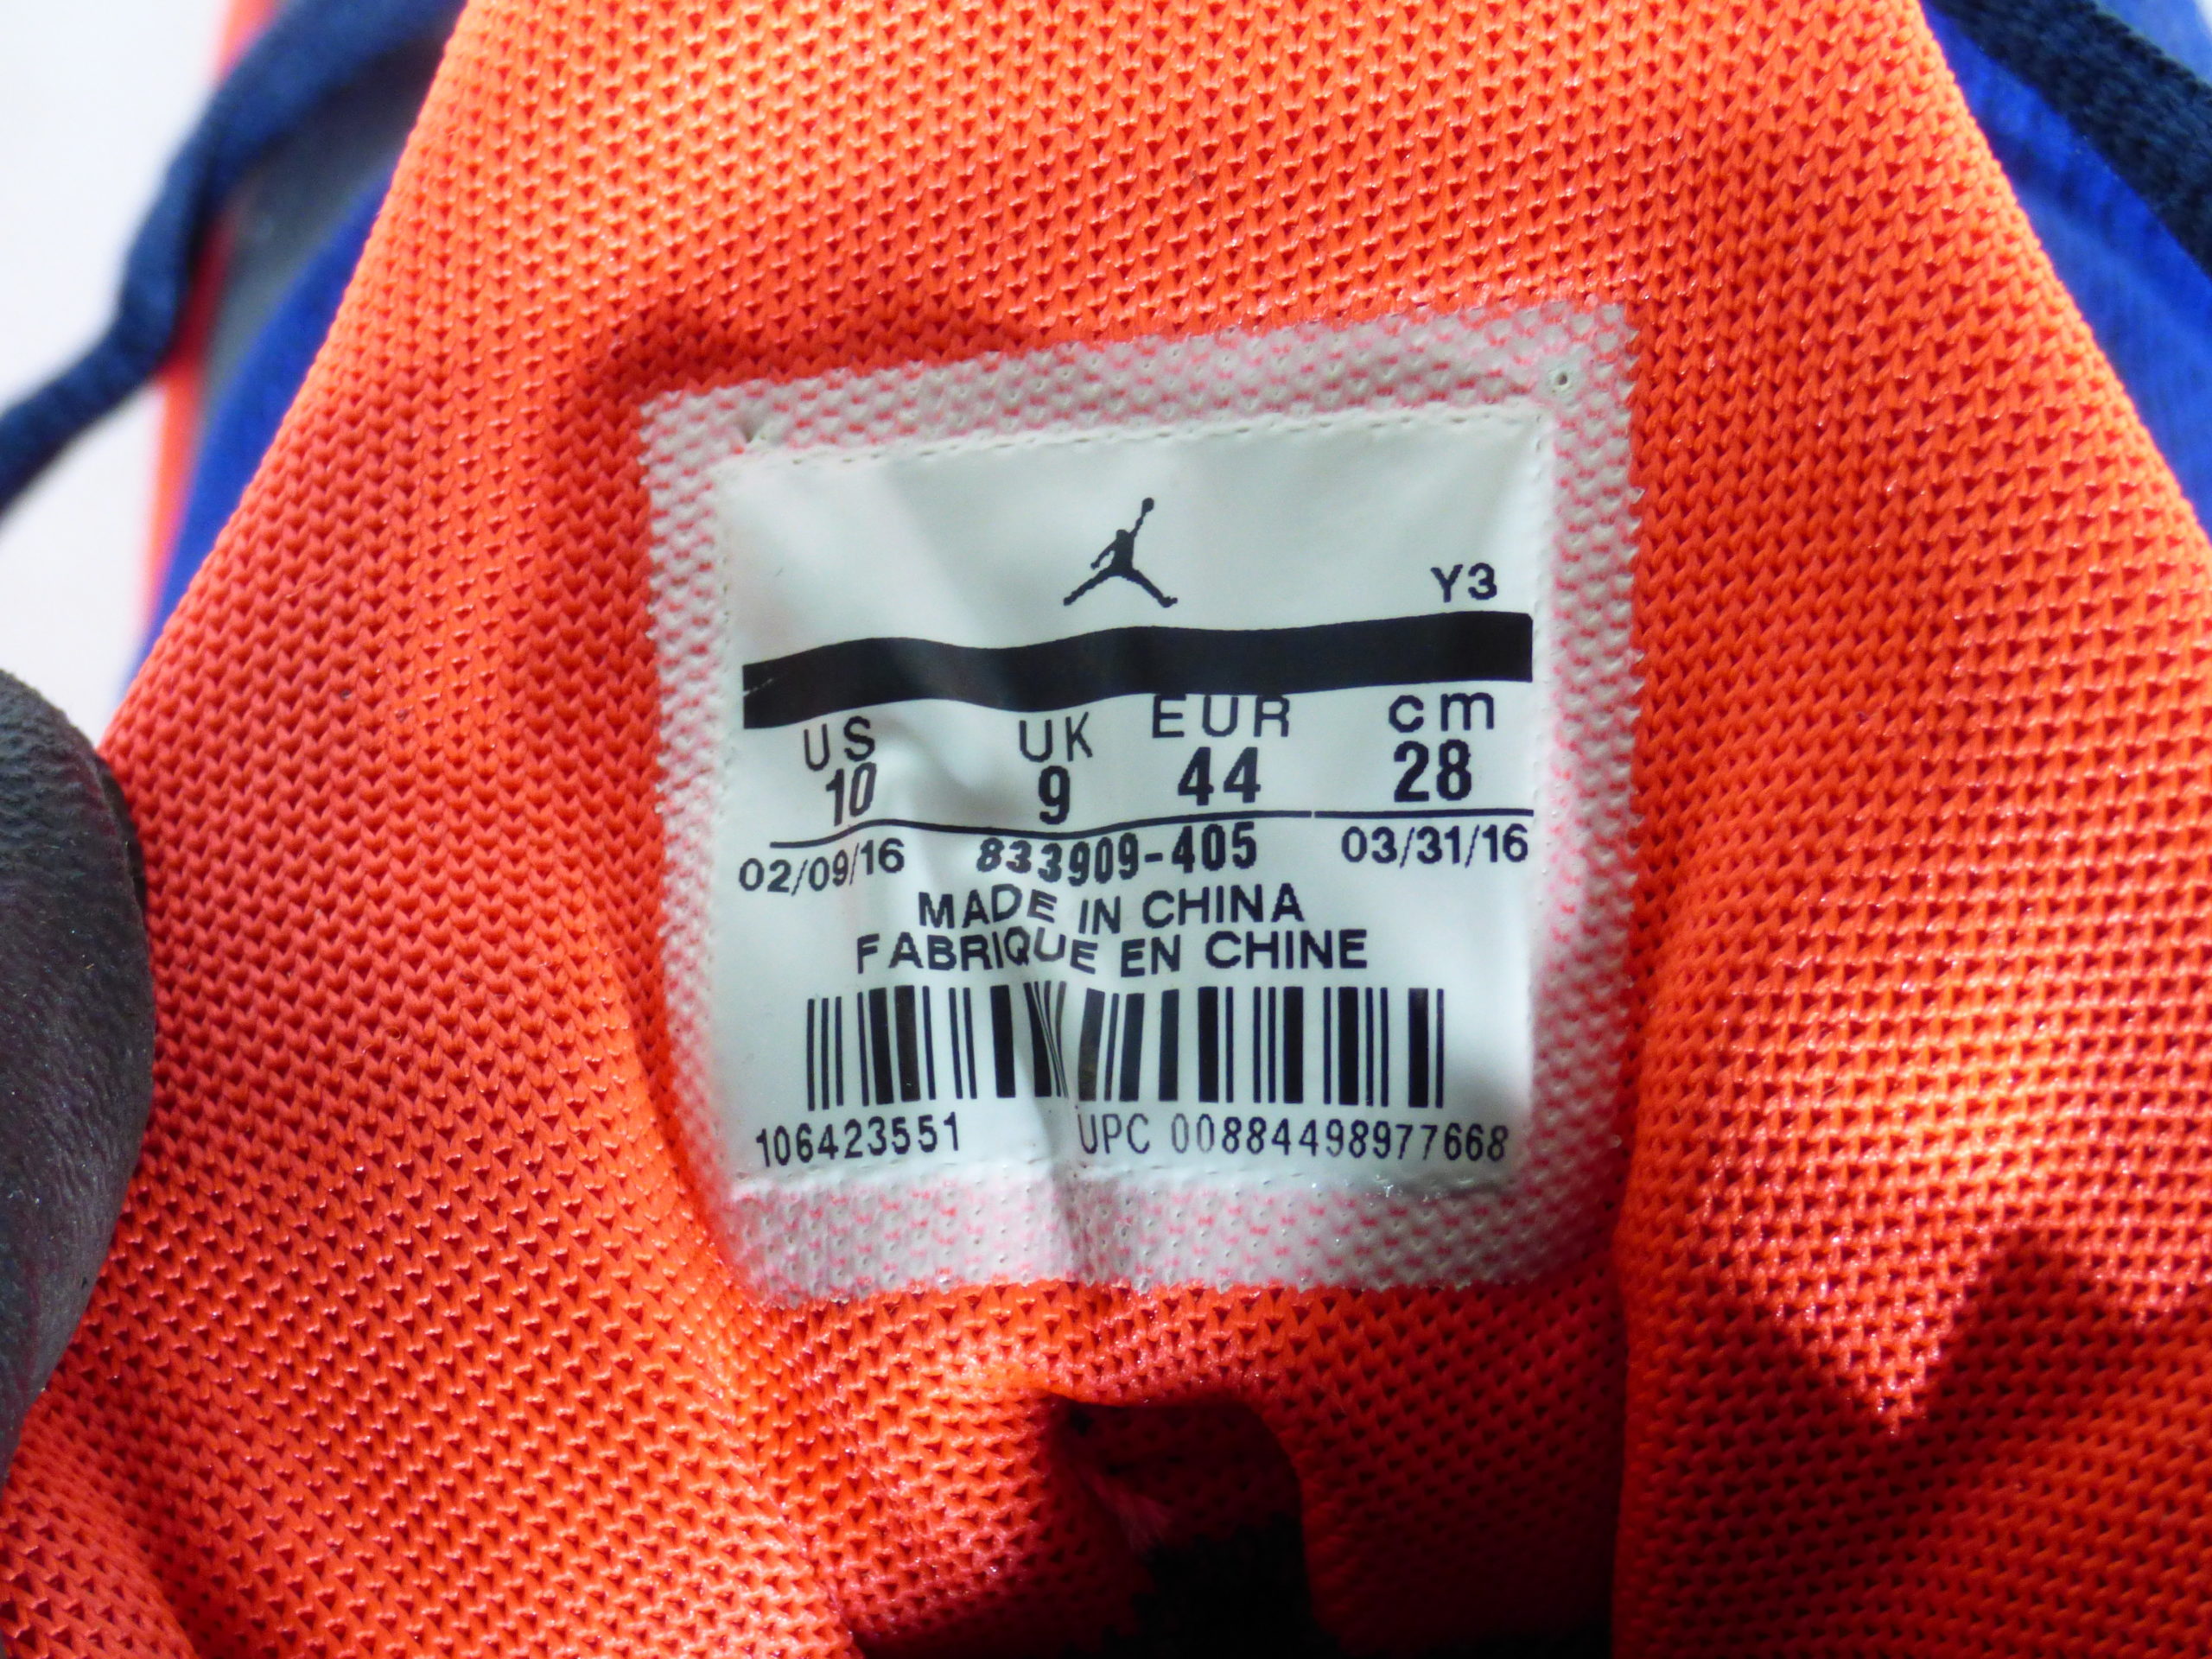 Y3
US UK EUR cm
10 9 44 28
02/09/16 833909-405 03/31/16
MADE IN CHINA
FABRIQUE EN CHINE
106423551 UPC 00884498977668